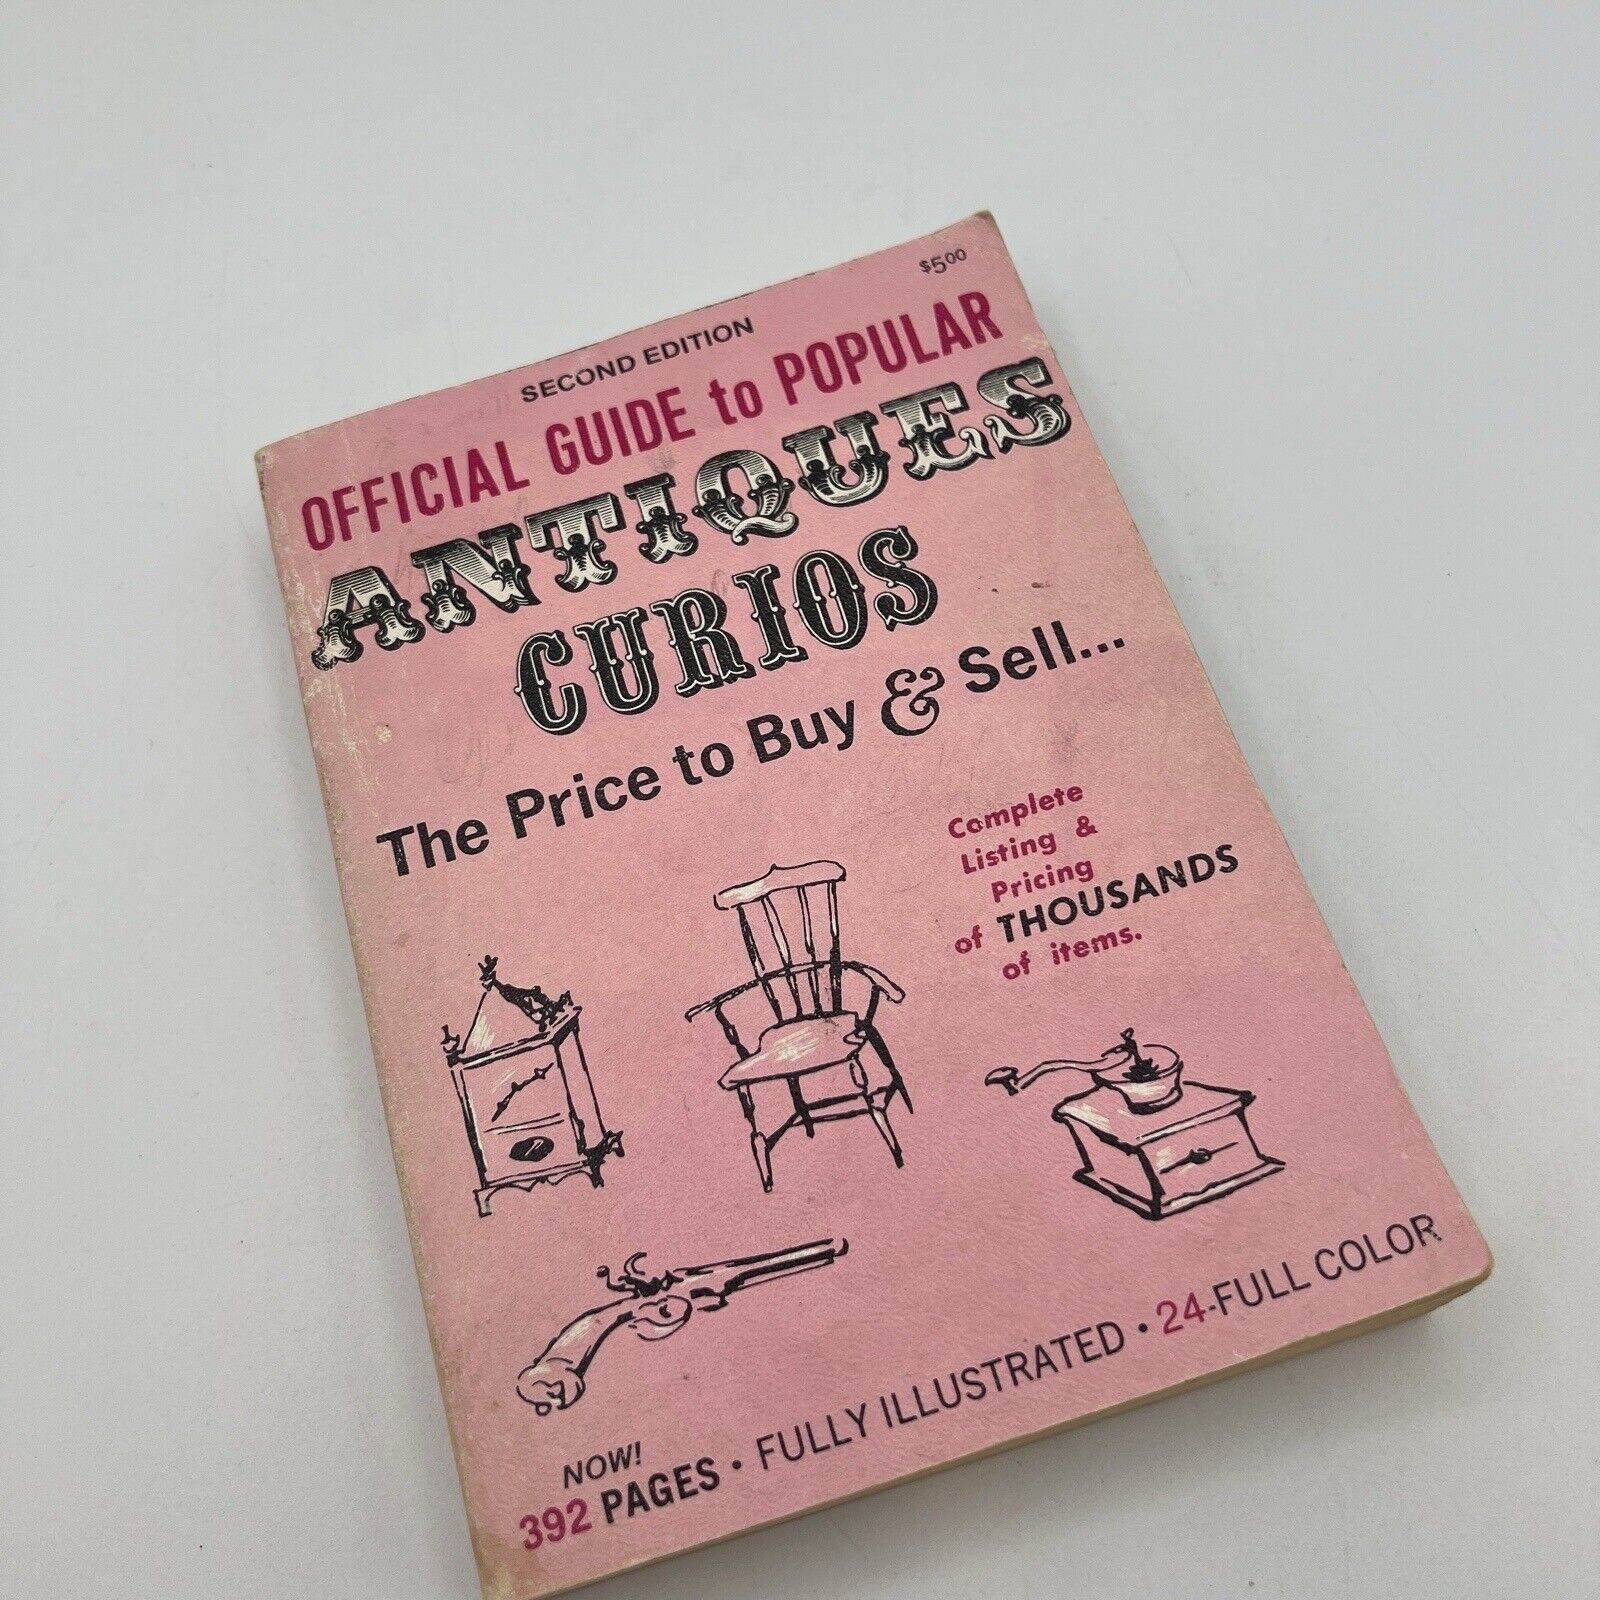 $5.00
SECOND EDITION
OFFICIAL GUIDE to POPULAR
ANTIQUES
CURIOS
The Price to Buy & Sell...
Complete
Listing &
Pricing
of THOUSANDS
of items.
NOW!
392 PAGES • FULLY ILLUSTRATED • 24-FULL COLOR